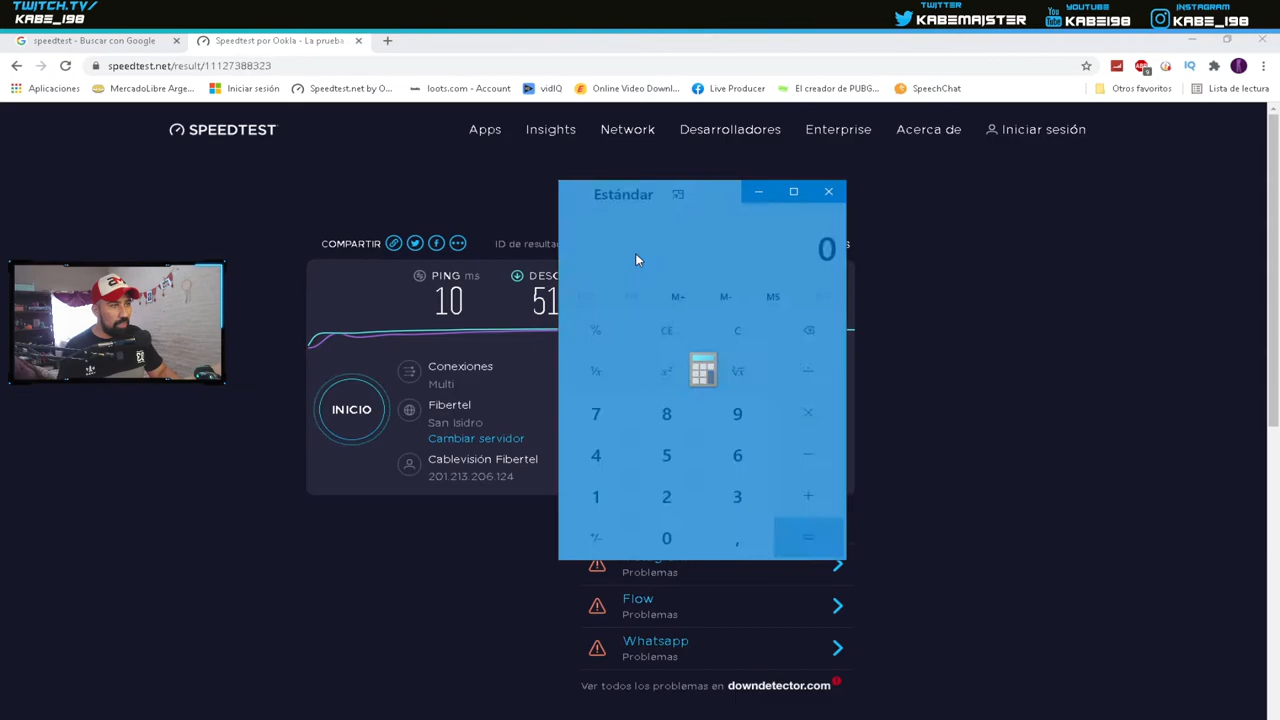 TWITCH.TV/
KABE_198
TWITTER
KABEMAJSTER
YOUTUBE
KABE198
INSTAGRAM
KABE_198
speedtest - Buscar con Google
Speedtest por Ookla - La prueba
speedtest.net/result/11127388323
Aplicaciones
MercadoLibre Arge...
Iniciar sesión
Speedtest.net by O...
loots.com - Account
vidIQ
Online Video Downl...
Live Producer
El creador de PUBG...
SpeechChat
Otros favoritos
Lista de lectura
SPEEDTEST
Apps
Insights
Network
Desarrolladores
Enterprise
Acerca de
Iniciar sesión
Estándar
COMPARTIR
ID de resulta
0
PING ms
10
DESC
51
M+
M-
MS
%
CE
C
Conexiones
Multi
Fibertel
San Isidro
Cambiar servidor
Cablevisión Fibertel
201.213.206.124
INICIO
7 8 9 ×
4 5 6 −
1 2 3 +
+/- 0 , =
Problemas
Flow
Problemas
Whatsapp
Problemas
Ver todos los problemas en downdetector.com